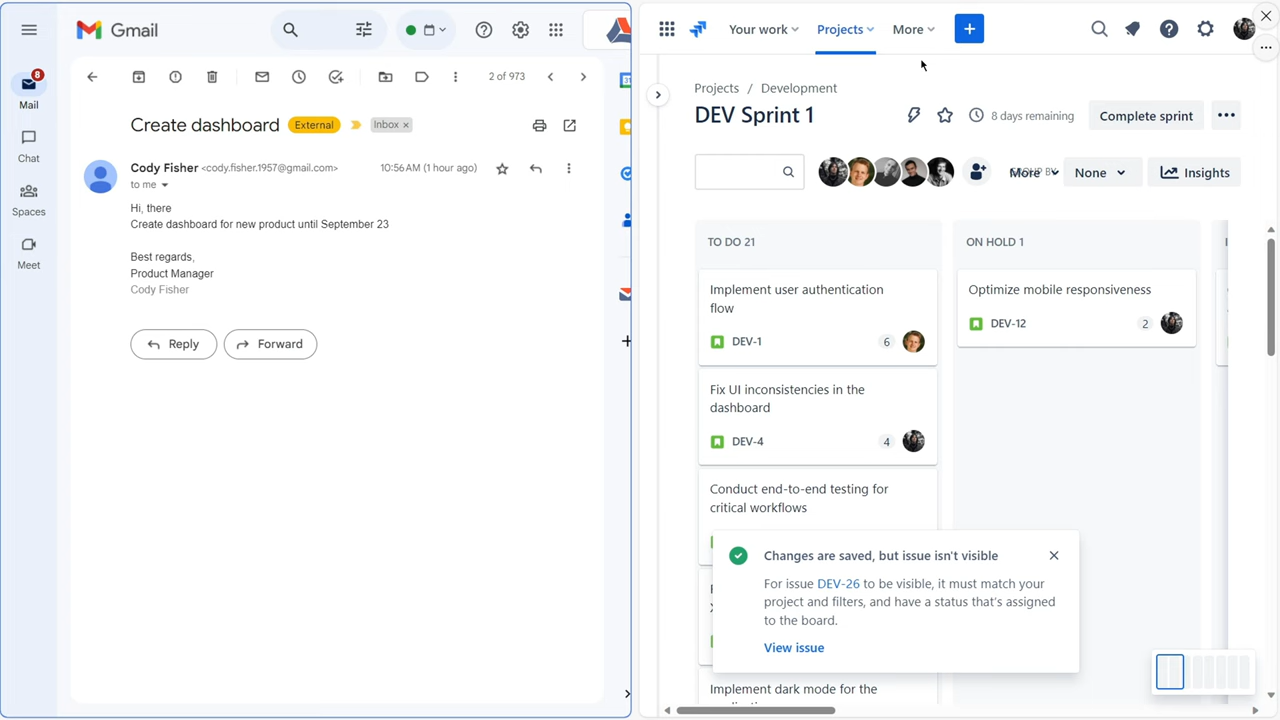 Gmail
8
Mail
Chat
Spaces
Meet
2 of 973
Create dashboard
External
Inbox ×
Cody Fisher <cody.fisher.1957@gmail.com>
10:56 AM (1 hour ago)
to me
Hi, there
Create dashboard for new product until September 23
Best regards,
Product Manager
Cody Fisher
Reply
Forward
31
Your work
Projects
More
Projects / Development
DEV Sprint 1
8 days remaining
Complete sprint
More
None
Insights
TO DO 21
Implement user authentication
flow
DEV-1
6
Fix UI inconsistencies in the
dashboard
DEV-4
4
Conduct end-to-end testing for
critical workflows
Implement dark mode for the
ON HOLD 1
Optimize mobile responsiveness
DEV-12
2
Changes are saved, but issue isn't visible
For issue DEV-26 to be visible, it must match your
project and filters, and have a status that's assigned
to the board.
View issue